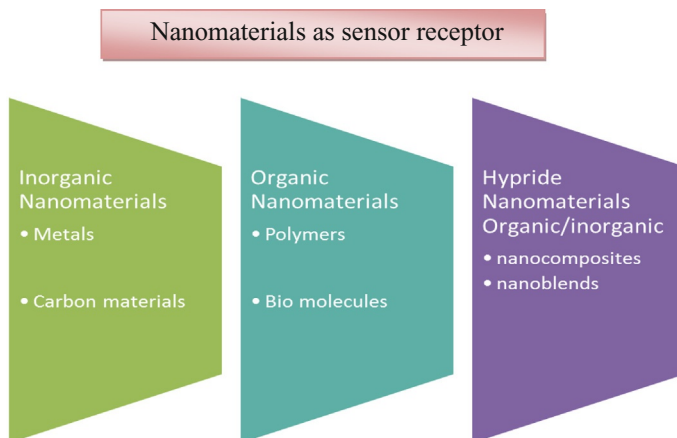 Nanomaterials as sensor receptor
Inorganic
Nanomaterials
• Metals
• Carbon materials
Organic
Nanomaterials
• Polymers
• Bio molecules
Hypride
Nanomaterials
Organic/inorganic
• nanocomposites
• nanoblends